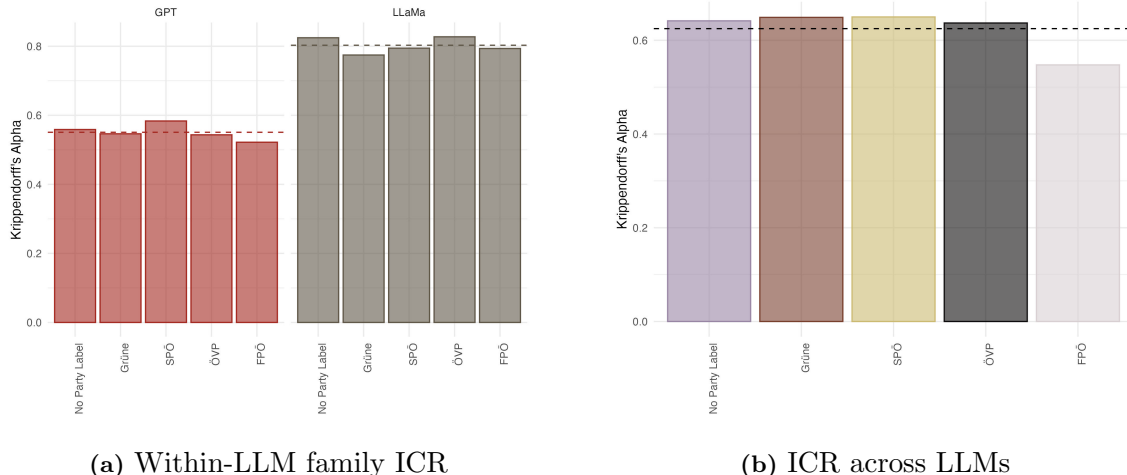 GPT
LLaMa
Krippendorff's Alpha
0.8
0.6
0.4
0.2
0.0
No Party Label
Grüne
SPÖ
ÖVP
FPÖ
No Party Label
Grüne
SPÖ
ÖVP
FPÖ
(a) Within-LLM family ICR
Krippendorff's Alpha
0.6
0.4
0.2
0.0
No Party Label
Grüne
SPÖ
ÖVP
FPÖ
(b) ICR across LLMs